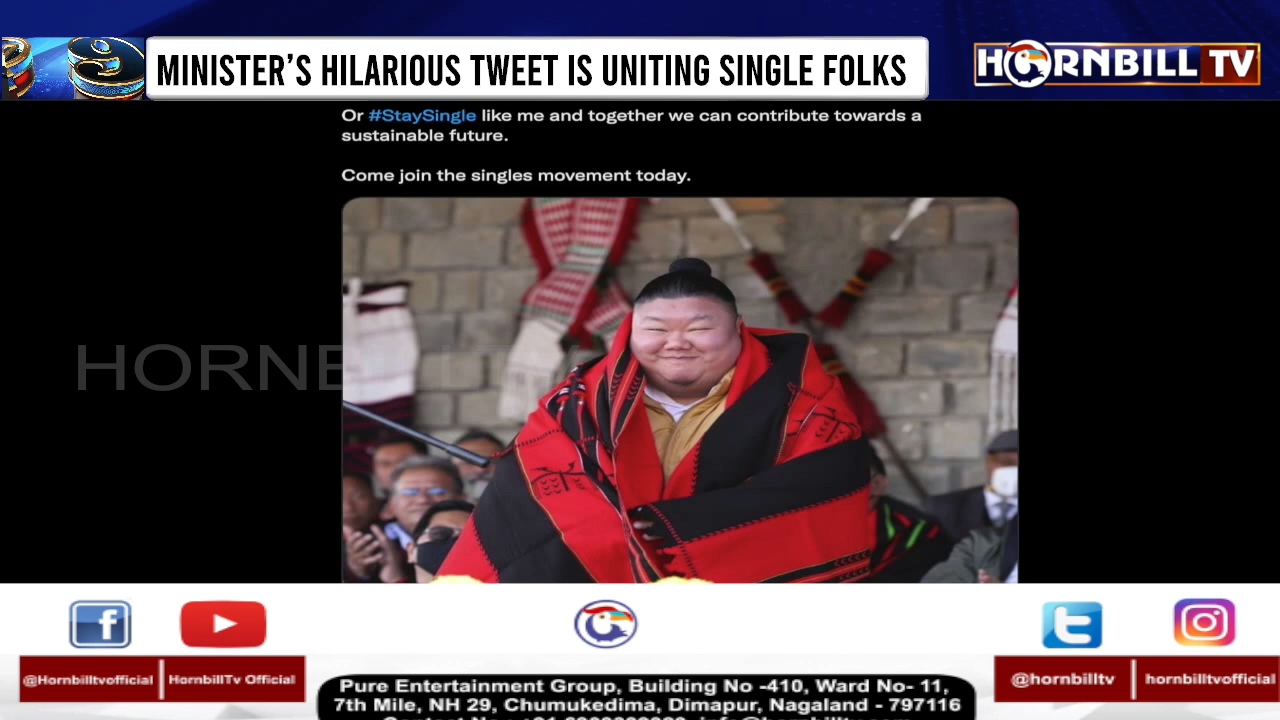 MINISTER'S HILARIOUS TWEET IS UNITING SINGLE FOLKS
HORNBILL TV
Or #StaySingle like me and together we can contribute towards a
sustainable future.
Come join the singles movement today.
HORNBILL TV
@Hornbilltvofficial
HornbillTv Official
@hornbilltv
hornbilltvofficial
Pure Entertainment Group, Building No -410, Ward No- 11,
7th Mile, NH 29, Chumukedima, Dimapur, Nagaland - 797116